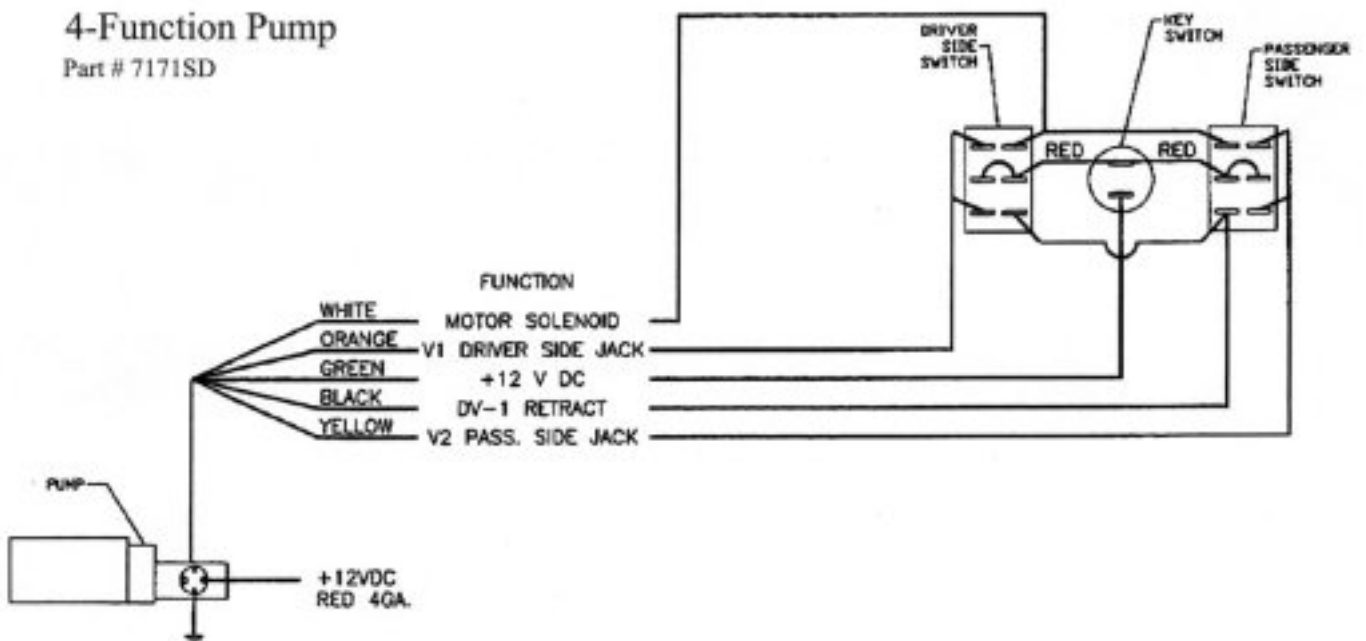 4-Function Pump
Part # 7171SD
DRIVER
SIDE
SWITCH
KEY
SWITCH
PASSENGER
SIDE
SWITCH
RED
RED
FUNCTION
WHITE
MOTOR SOLENOID
ORANGE
V1 DRIVER SIDE JACK
GREEN
+12 V DC
BLACK
DV-1 RETRACT
YELLOW
V2 PASS. SIDE JACK
PUMP
+12VDC
RED 4GA.